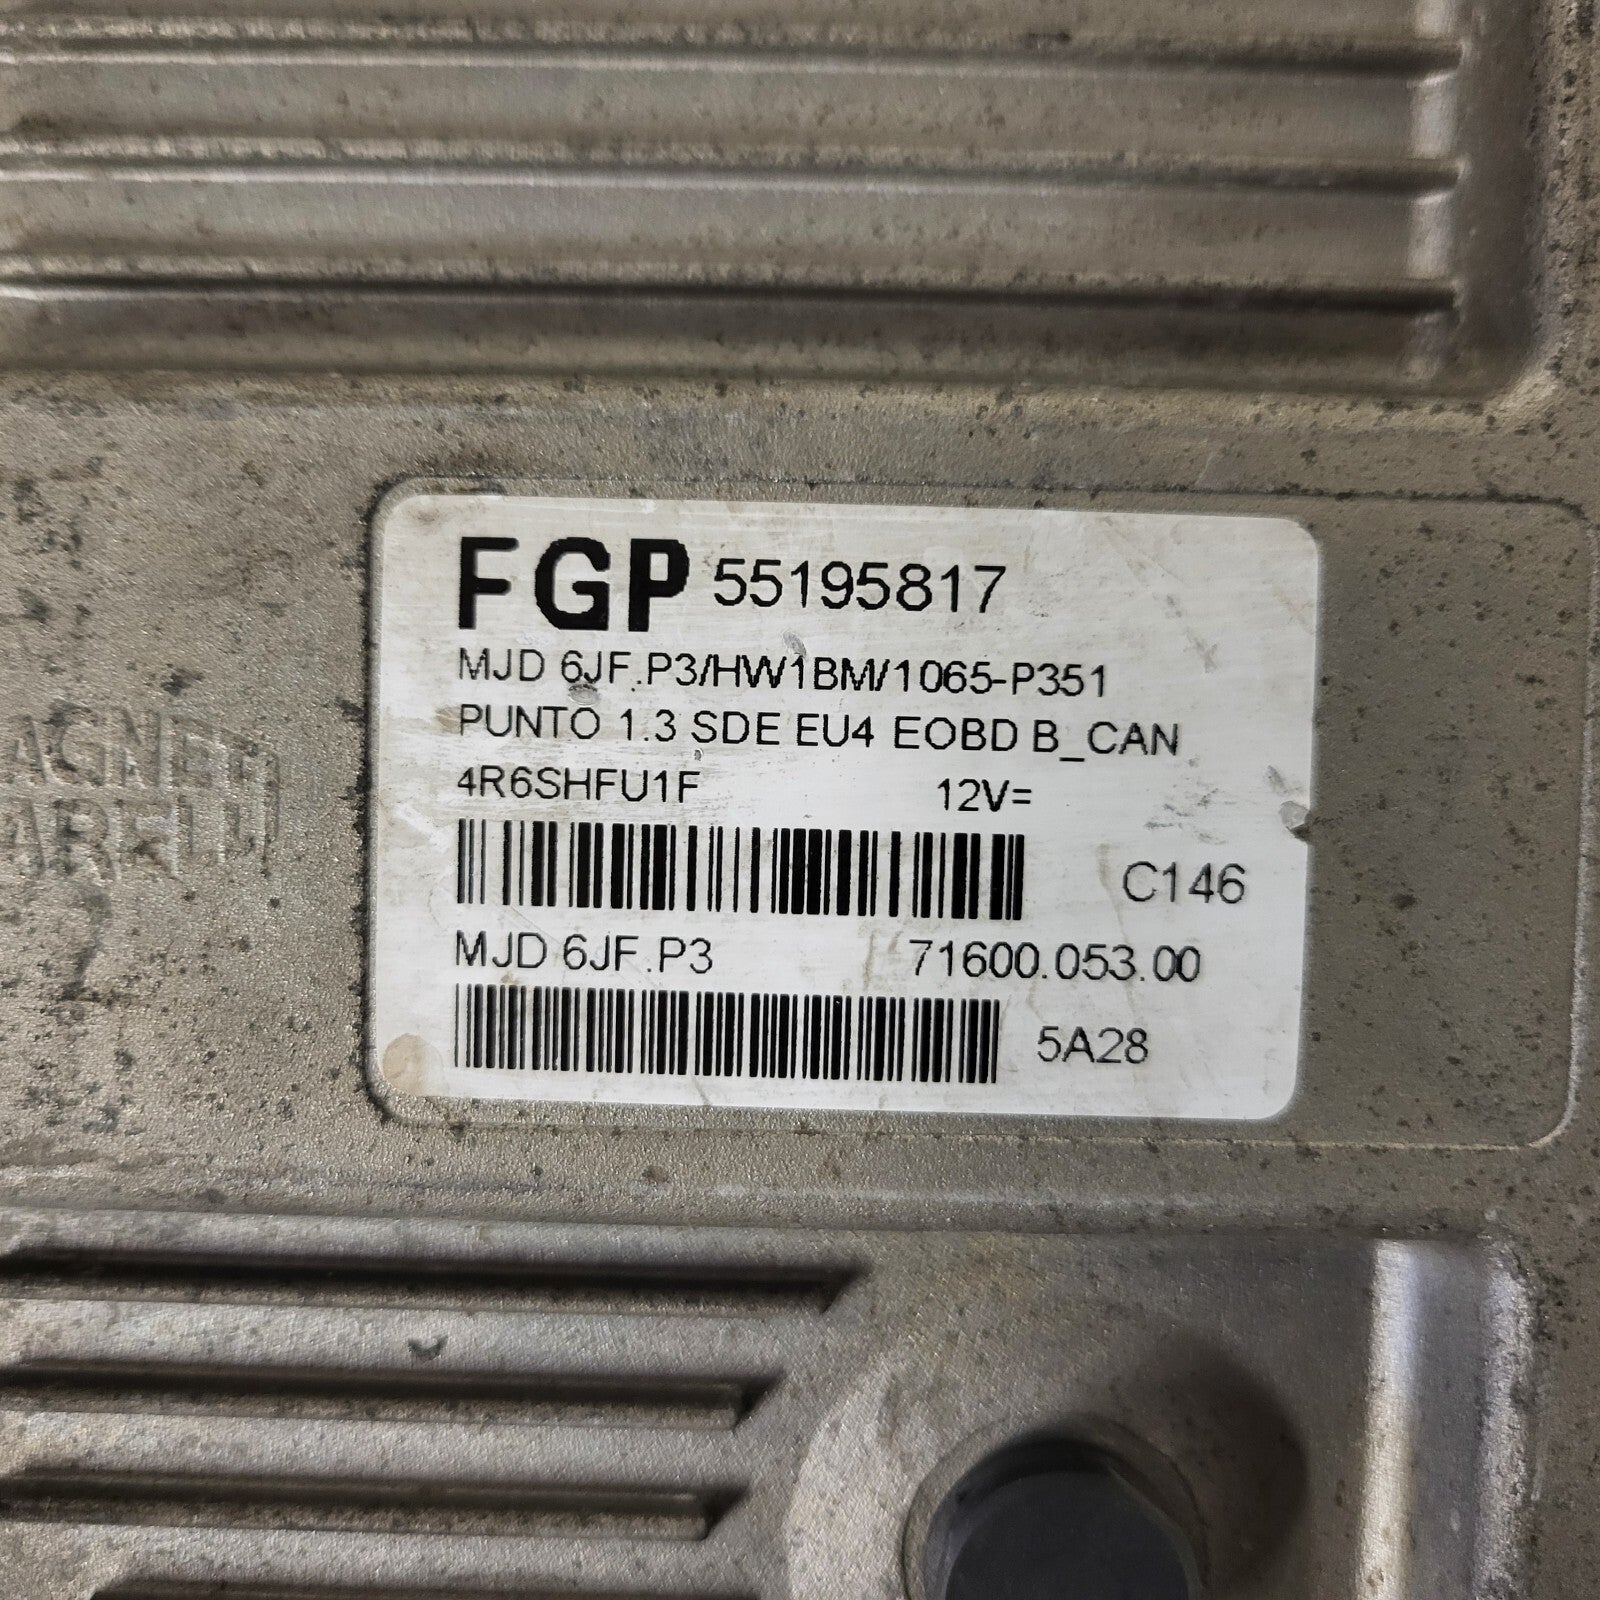 FGP 55195817
MJD 6JF.P3/HW1BM/1065-P351
PUNTO 1.3 SDE EU4 EOBD B_CAN
4R6SHFU1F 12V=
C146
MJD 6JF.P3 71600.053.00
5A28